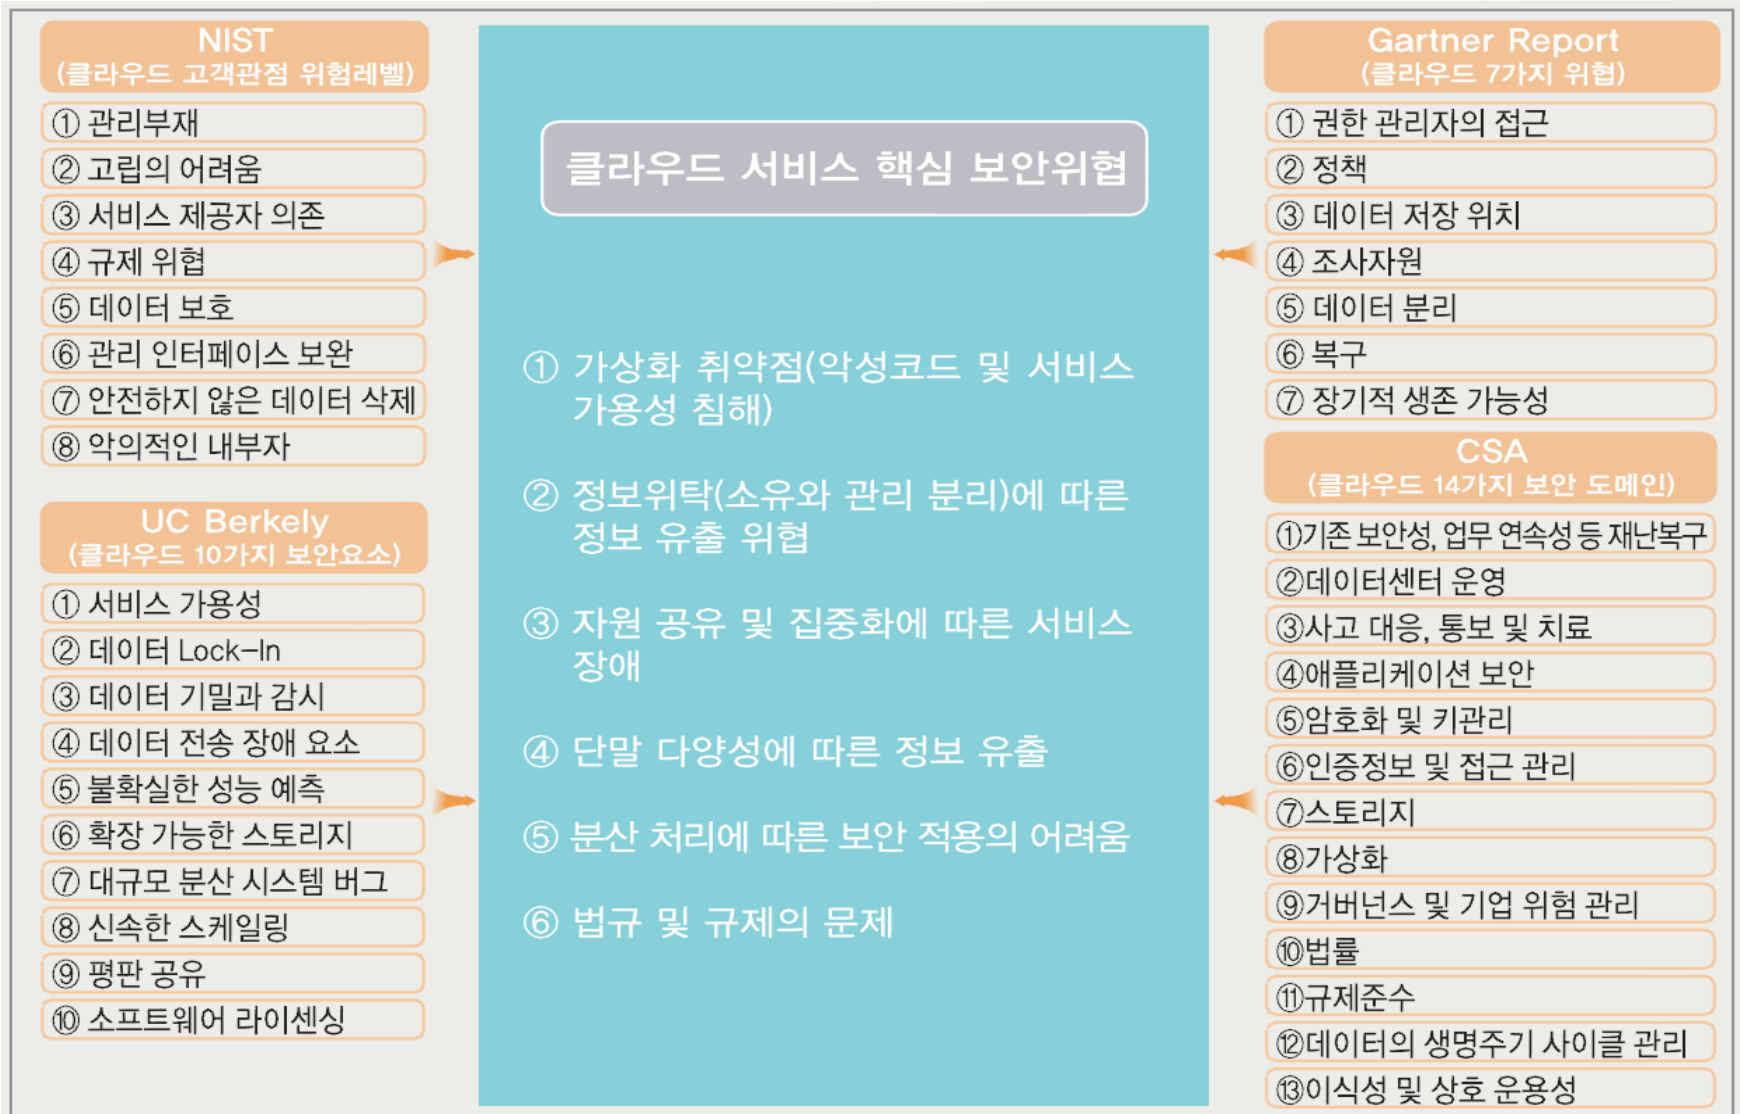 NIST
(클라우드 고객관점 위험레벨)
① 관리부재
② 고립의 어려움
③ 서비스 제공자 의존
④ 규제 위협
⑤ 데이터 보호
⑥ 관리 인터페이스 보완
⑦ 안전하지 않은 데이터 삭제
⑧ 악의적인 내부자
UC Berkely
(클라우드 10가지 보안요소)
① 서비스 가용성
② 데이터 Lock-In
③ 데이터 기밀과 감시
④ 데이터 전송 장애 요소
⑤ 불확실한 성능 예측
⑥ 확장 가능한 스토리지
⑦ 대규모 분산 시스템 버그
⑧ 신속한 스케일링
⑨ 평판 공유
⑩ 소프트웨어 라이센싱
클라우드 서비스 핵심 보안위협
① 가상화 취약점(악성코드 및 서비스
가용성 침해)
② 정보위탁(소유와 관리 분리)에 따른
정보 유출 위협
③ 자원 공유 및 집중화에 따른 서비스
장애
④ 단말 다양성에 따른 정보 유출
⑤ 분산 처리에 따른 보안 적용의 어려움
⑥ 법규 및 규제의 문제
Gartner Report
(클라우드 7가지 위협)
① 권한 관리자의 접근
② 정책
③ 데이터 저장 위치
④ 조사자원
⑤ 데이터 분리
⑥ 복구
⑦ 장기적 생존 가능성
CSA
(클라우드 14가지 보안 도메인)
①기존 보안성, 업무 연속성 등 재난복구
②데이터센터 운영
③사고 대응, 통보 및 치료
④애플리케이션 보안
⑤암호화 및 키관리
⑥인증정보 및 접근 관리
⑦스토리지
⑧가상화
⑨거버넌스 및 기업 위험 관리
⑩법률
⑪규제준수
⑫데이터의 생명주기 사이클 관리
⑬이식성 및 상호 운용성